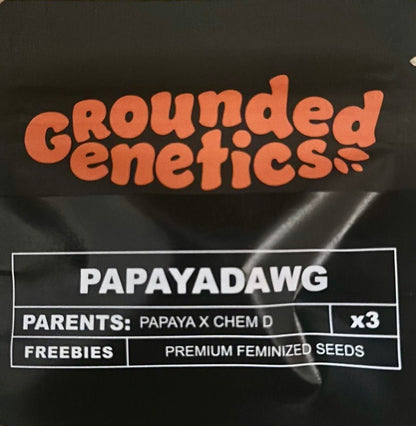 Grounded
Genetics
PAPAYADAWG
PARENTS: PAPAYA X CHEM D x3
FREEBIES PREMIUM FEMINIZED SEEDS